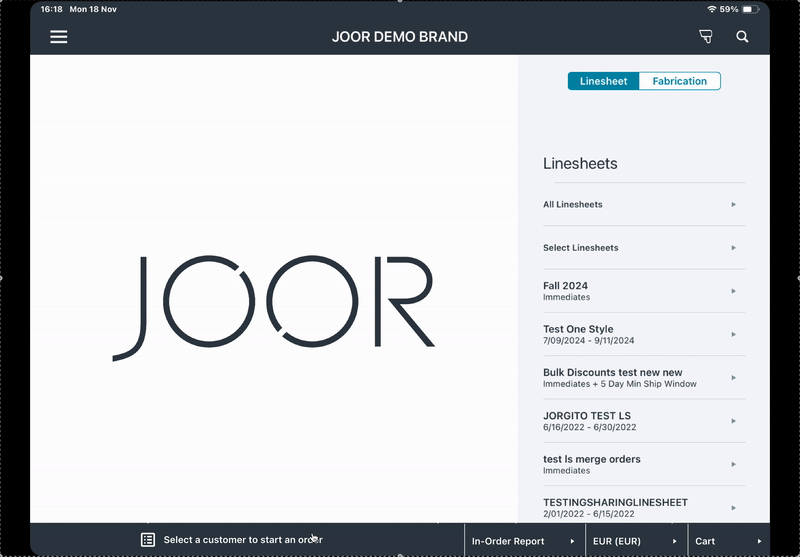 16:18 Mon 18 Nov
59%
JOOR DEMO BRAND
Linesheet
Fabrication
Linesheets
All Linesheets
Select Linesheets
Fall 2024
Immediates
Test One Style
7/09/2024 - 9/11/2024
Bulk Discounts test new new
Immediates + 5 Day Min Ship Window
JORGITO TEST LS
6/16/2022 - 6/30/2022
test ls merge orders
Immediates
TESTINGSHARINGLINESHEET
2/01/2022 - 6/15/2022
JOOR
Select a customer to start an order
In-Order Report
EUR (EUR)
Cart